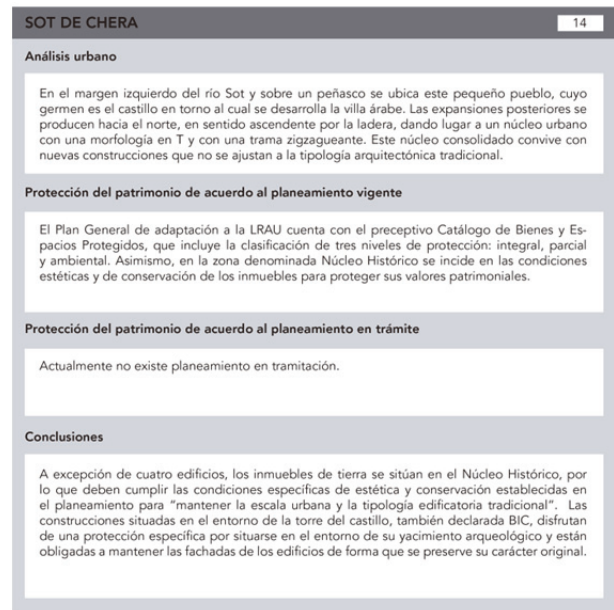 SOT DE CHERA
14
Análisis urbano
En el margen izquierdo del río Sot y sobre un peñasco se ubica este pequeño pueblo, cuyo
germen es el castillo en torno al cual se desarrolla la villa árabe. Las expansiones posteriores se
producen hacia el norte, en sentido ascendente por la ladera, dando lugar a un núcleo urbano
con una morfología en T y con una trama zigzagueante. Este núcleo consolidado convive con
nuevas construcciones que no se ajustan a la tipología arquitectónica tradicional.
Protección del patrimonio de acuerdo al planeamiento vigente
El Plan General de adaptación a la LRAU cuenta con el preceptivo Catálogo de Bienes y Es-
pacios Protegidos, que incluye la clasificación de tres niveles de protección: integral, parcial
y ambiental. Asimismo, en la zona denominada Núcleo Histórico se incide en las condiciones
estéticas y de conservación de los inmuebles para proteger sus valores patrimoniales.
Protección del patrimonio de acuerdo al planeamiento en trámite
Actualmente no existe planeamiento en tramitación.
Conclusiones
A excepción de cuatro edificios, los inmuebles de tierra se sitúan en el Núcleo Histórico, por
lo que deben cumplir las condiciones específicas de estética y conservación establecidas en
el planeamiento para “mantener la escala urbana y la tipología edificatoria tradicional”. Las
construcciones situadas en el entorno de la torre del castillo, también declarada BIC, disfrutan
de una protección específica por situarse en el entorno de su yacimiento arqueológico y están
obligadas a mantener las fachadas de los edificios de forma que se preserve su carácter original.